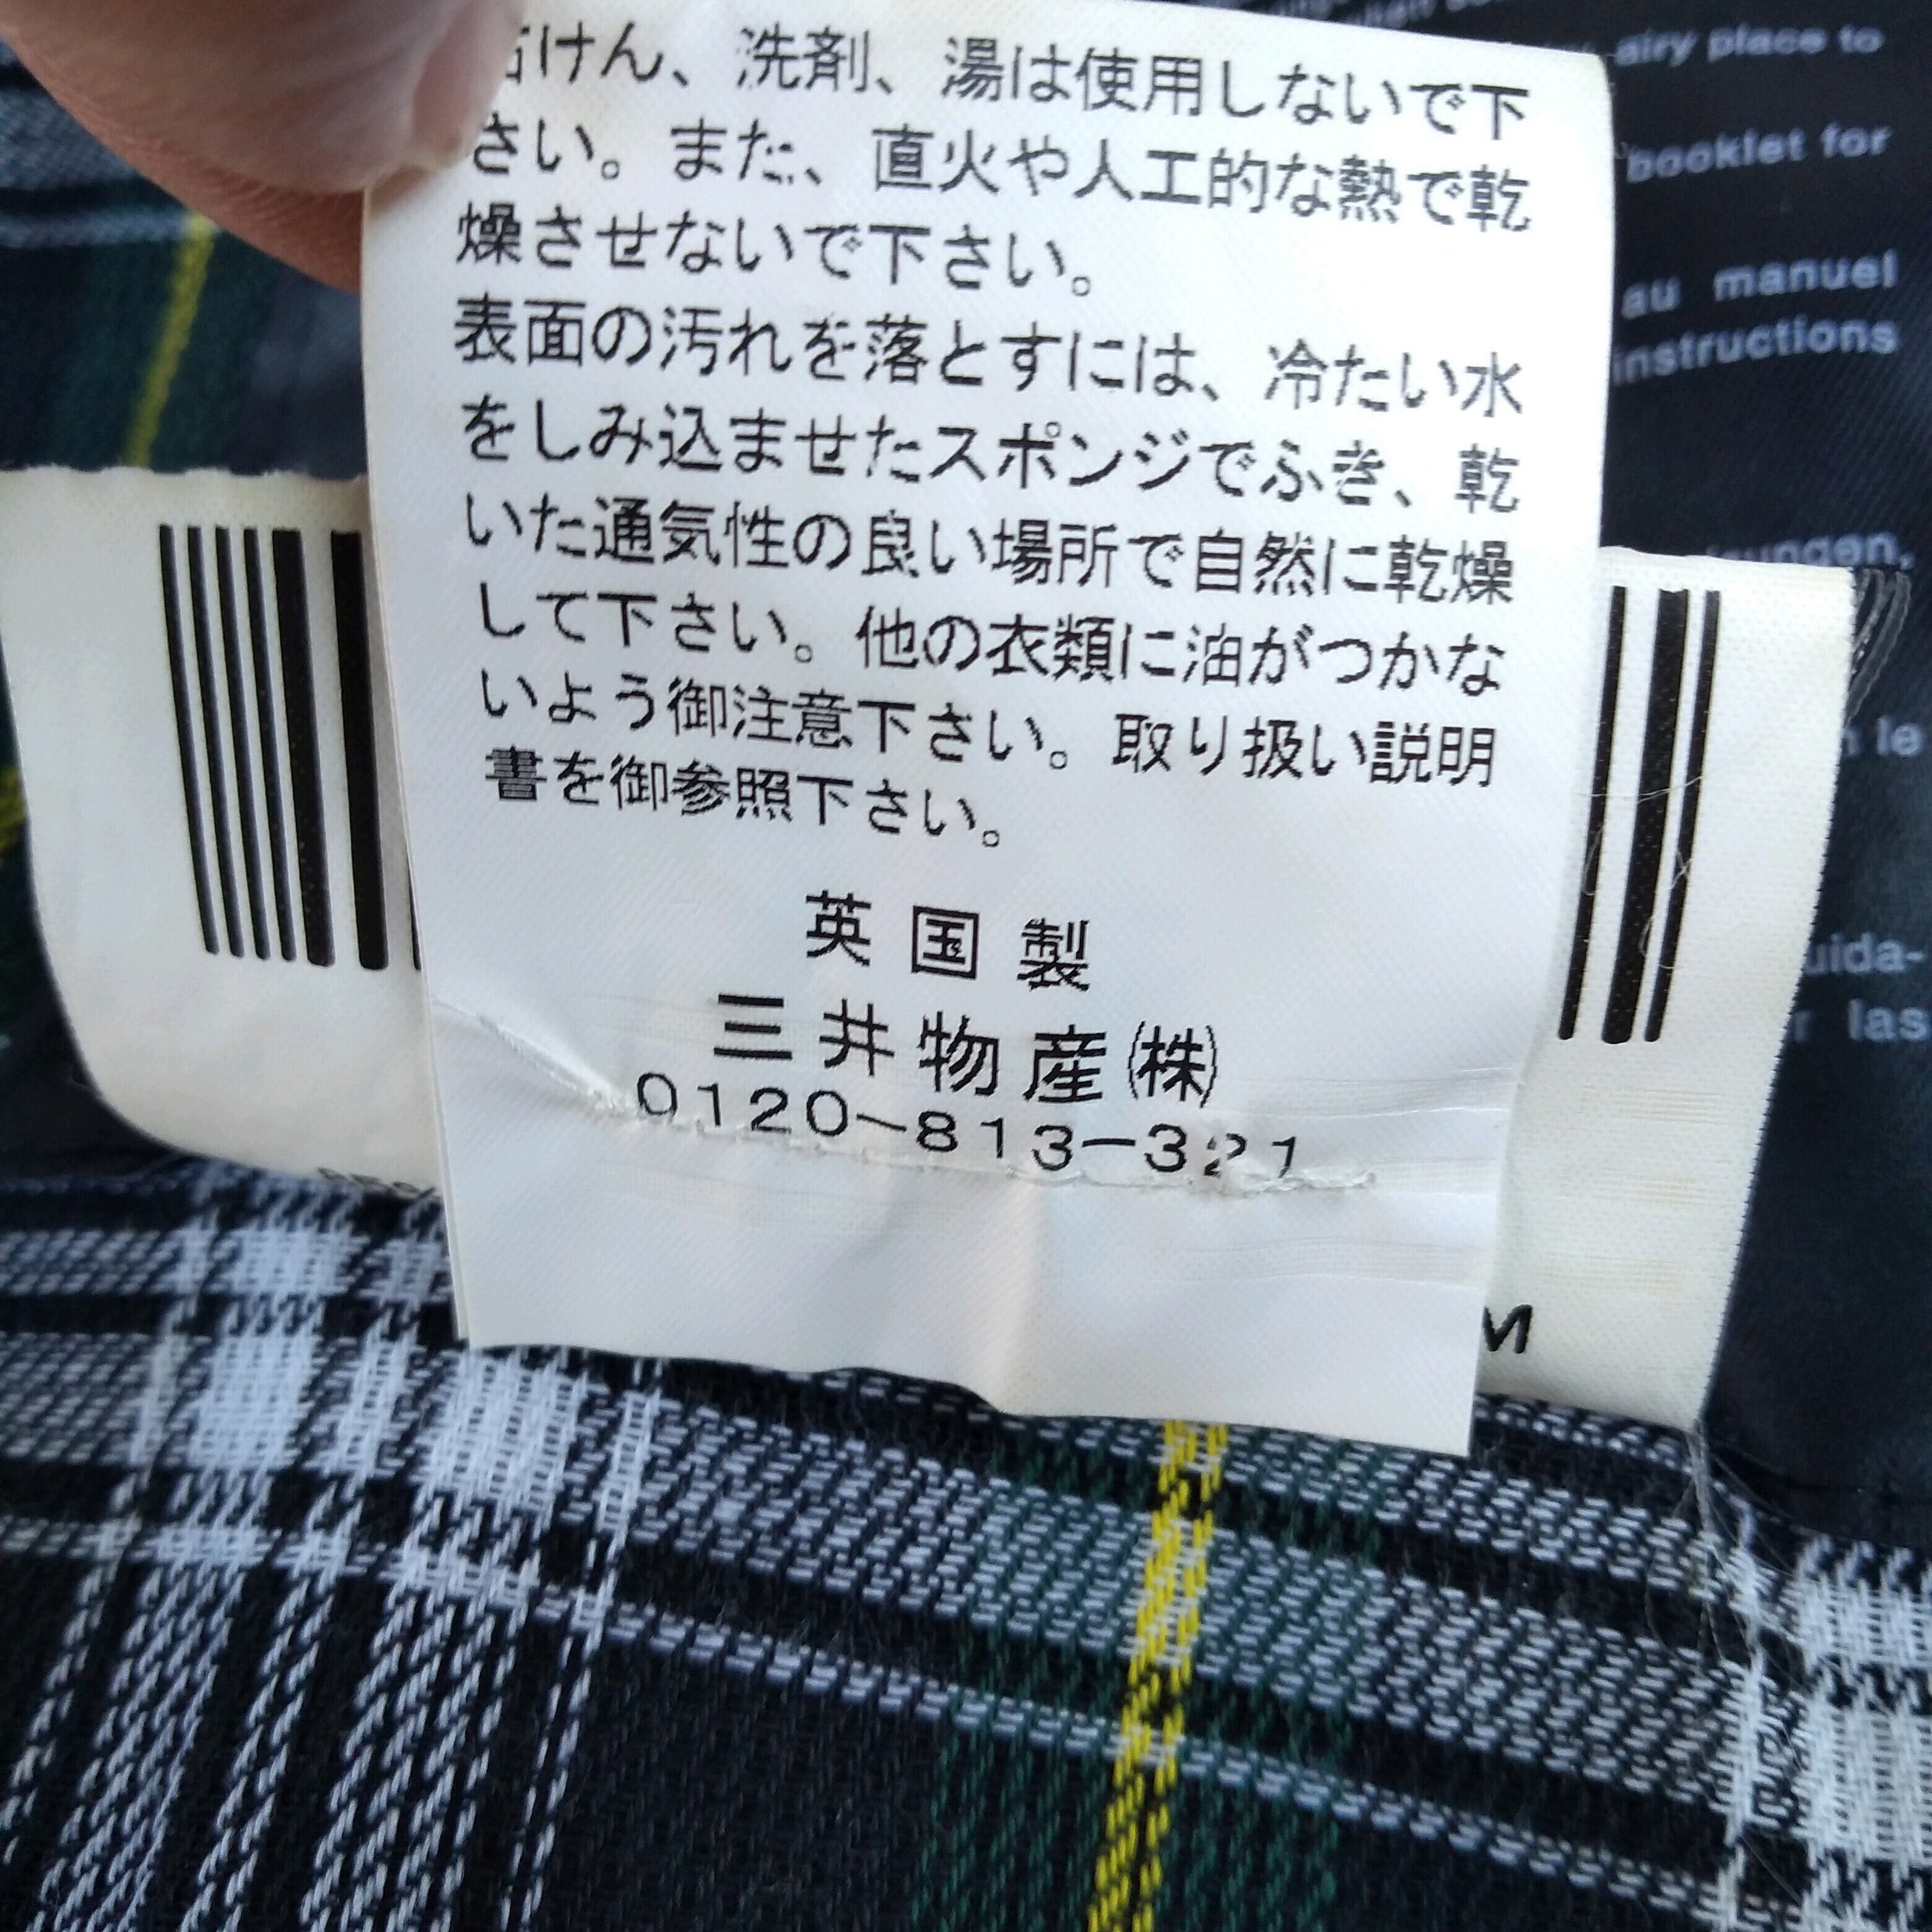 石けん、洗剤、湯は使用しないで下
さい。また、直火や人工的な熱で乾
燥させないで下さい。
表面の汚れを落とすには、冷たい水
をしみ込ませたスポンジでふき、乾
いた通気性の良い場所で自然に乾燥
して下さい。他の衣類に油がつかな
いよう御注意下さい。取り扱い説明
書を御参照下さい。
英国製
三井物産(株)
0120-813-321
M
airy place to
booklet for
au manuel
instructions
le
las